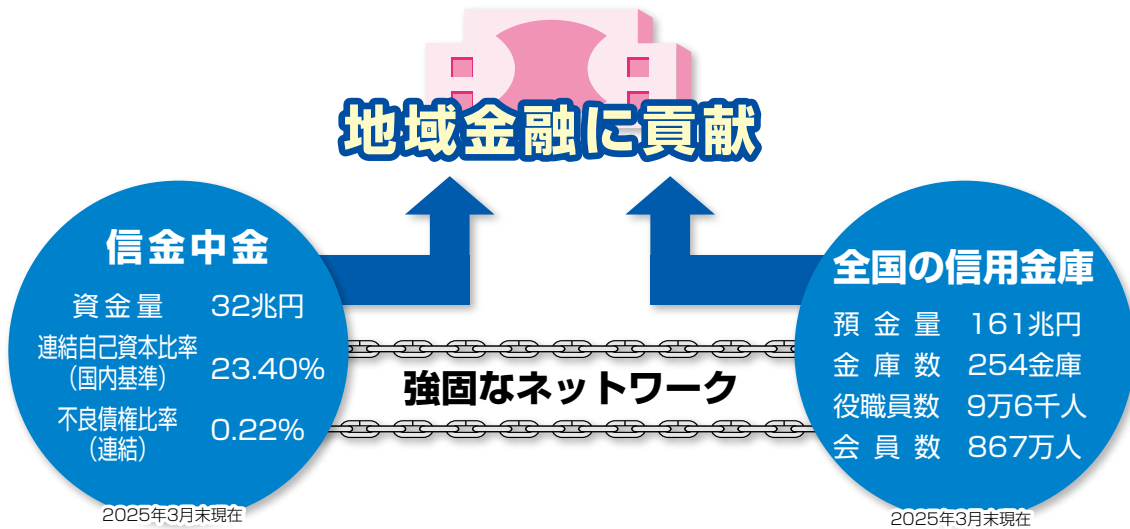 地域金融に貢献
信金中金
資金量 32兆円
連結自己資本比率
(国内基準) 23.40%
不良債権比率
(連結) 0.22%
2025年3月末現在
強固なネットワーク
全国の信用金庫
預金量 161兆円
金庫数 254金庫
役職員数 9万6千人
会員数 867万人
2025年3月末現在